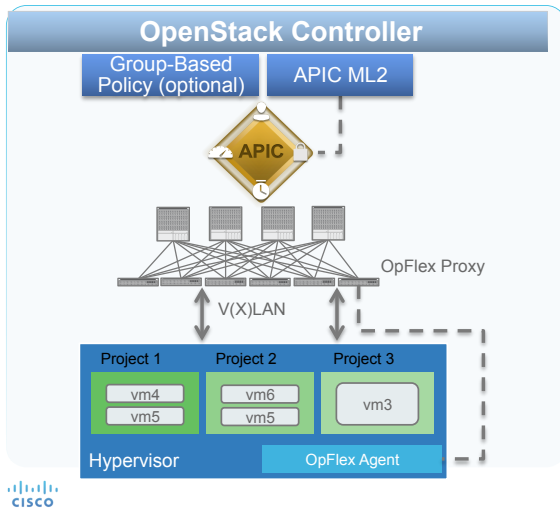 OpenStack Controller
Group-Based
Policy (optional)
APIC ML2
APIC
OpFlex Proxy
V(X)LAN
Project 1
Project 2
Project 3
vm4
vm5
vm6
vm5
vm3
Hypervisor
OpFlex Agent
CISCO